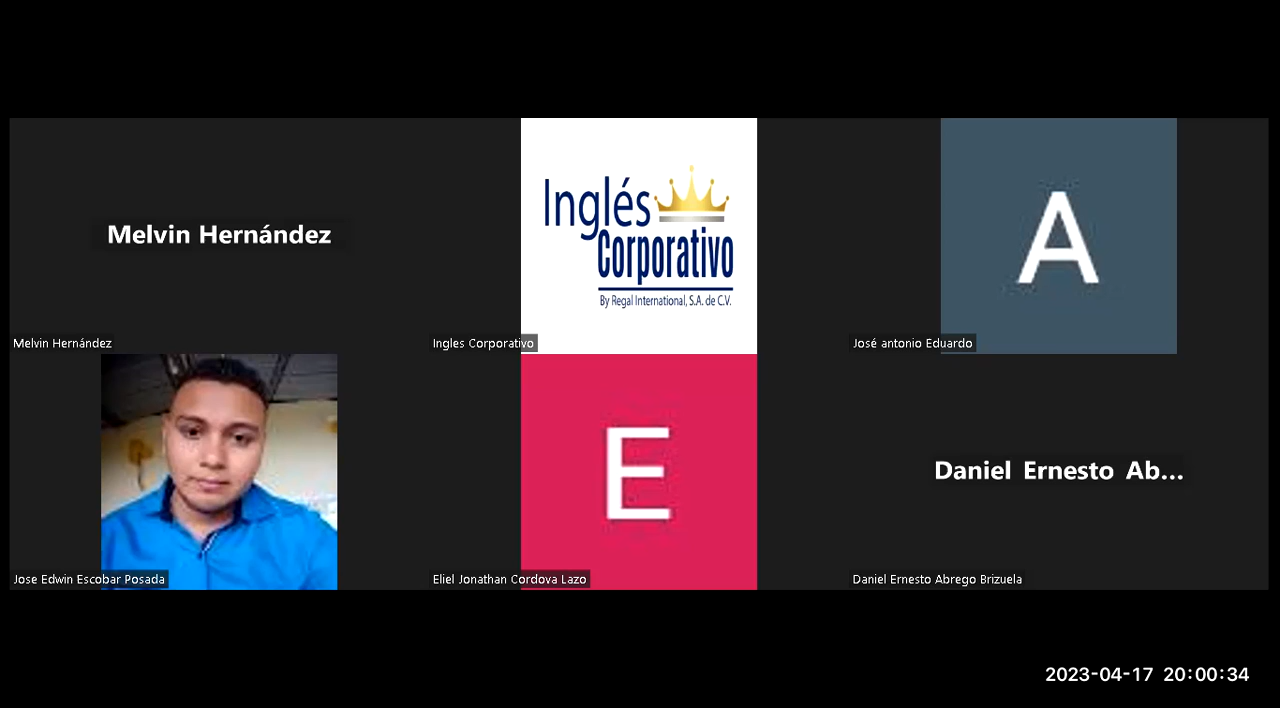 Melvin Hernández
Melvin Hernández
Inglés
Corporativo
By Regal International, S.A. de C.V.
Ingles Corporativo
A
José antonio Eduardo
Jose Edwin Escobar Posada
E
Eliel Jonathan Cordova Lazo
Daniel Ernesto Ab...
Daniel Ernesto Abrego Brizuela
2023-04-17 20:00:34